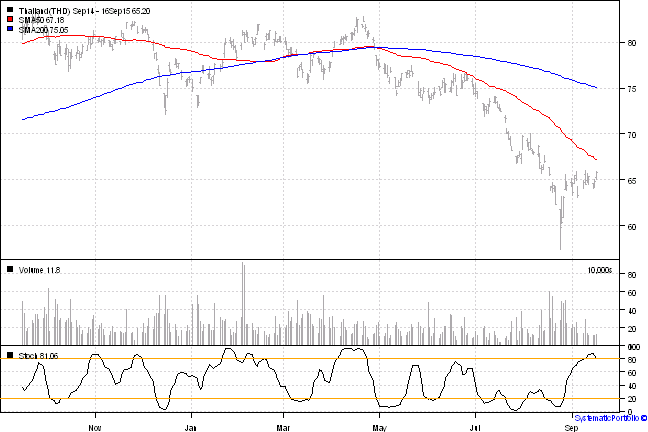 Thailand(THD) Sep14 - 16Sep15 65.20
SMA50 67.18
SMA200 75.05
80
75
70
65
60
Volume 11.8
10,000s
80
60
40
20
0
Stoch 81.06
100
80
60
40
20
0
Nov Jan Mar May Jul Sep
SystematicPortfolio ©